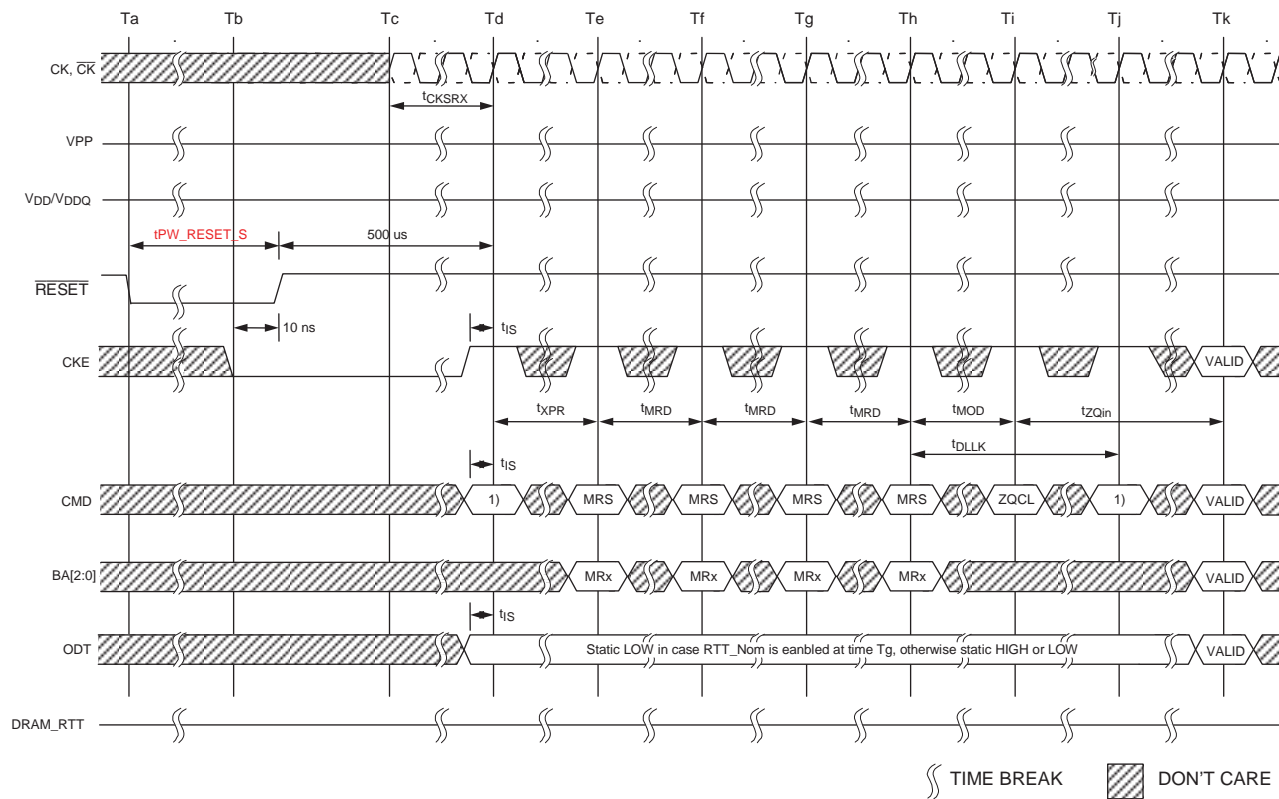 Ta Tb Tc Td Te Tf Tg Th Ti Tj Tk
CK, CK
tCKSRX
VPP
VDD/VDDQ
tPW_RESET_S 500 us
RESET
10 ns tIS
CKE VALID
tXPR tMRD tMRD tMRD tMOD tZQin
tDLLK
tIS
CMD 1) MRS MRS MRS MRS ZQCL 1) VALID
BA[2:0] MRx MRx MRx MRx VALID
tIS
ODT Static LOW in case RTT_Nom is eanbled at time Tg, otherwise static HIGH or LOW VALID
DRAM_RTT
TIME BREAK DON'T CARE